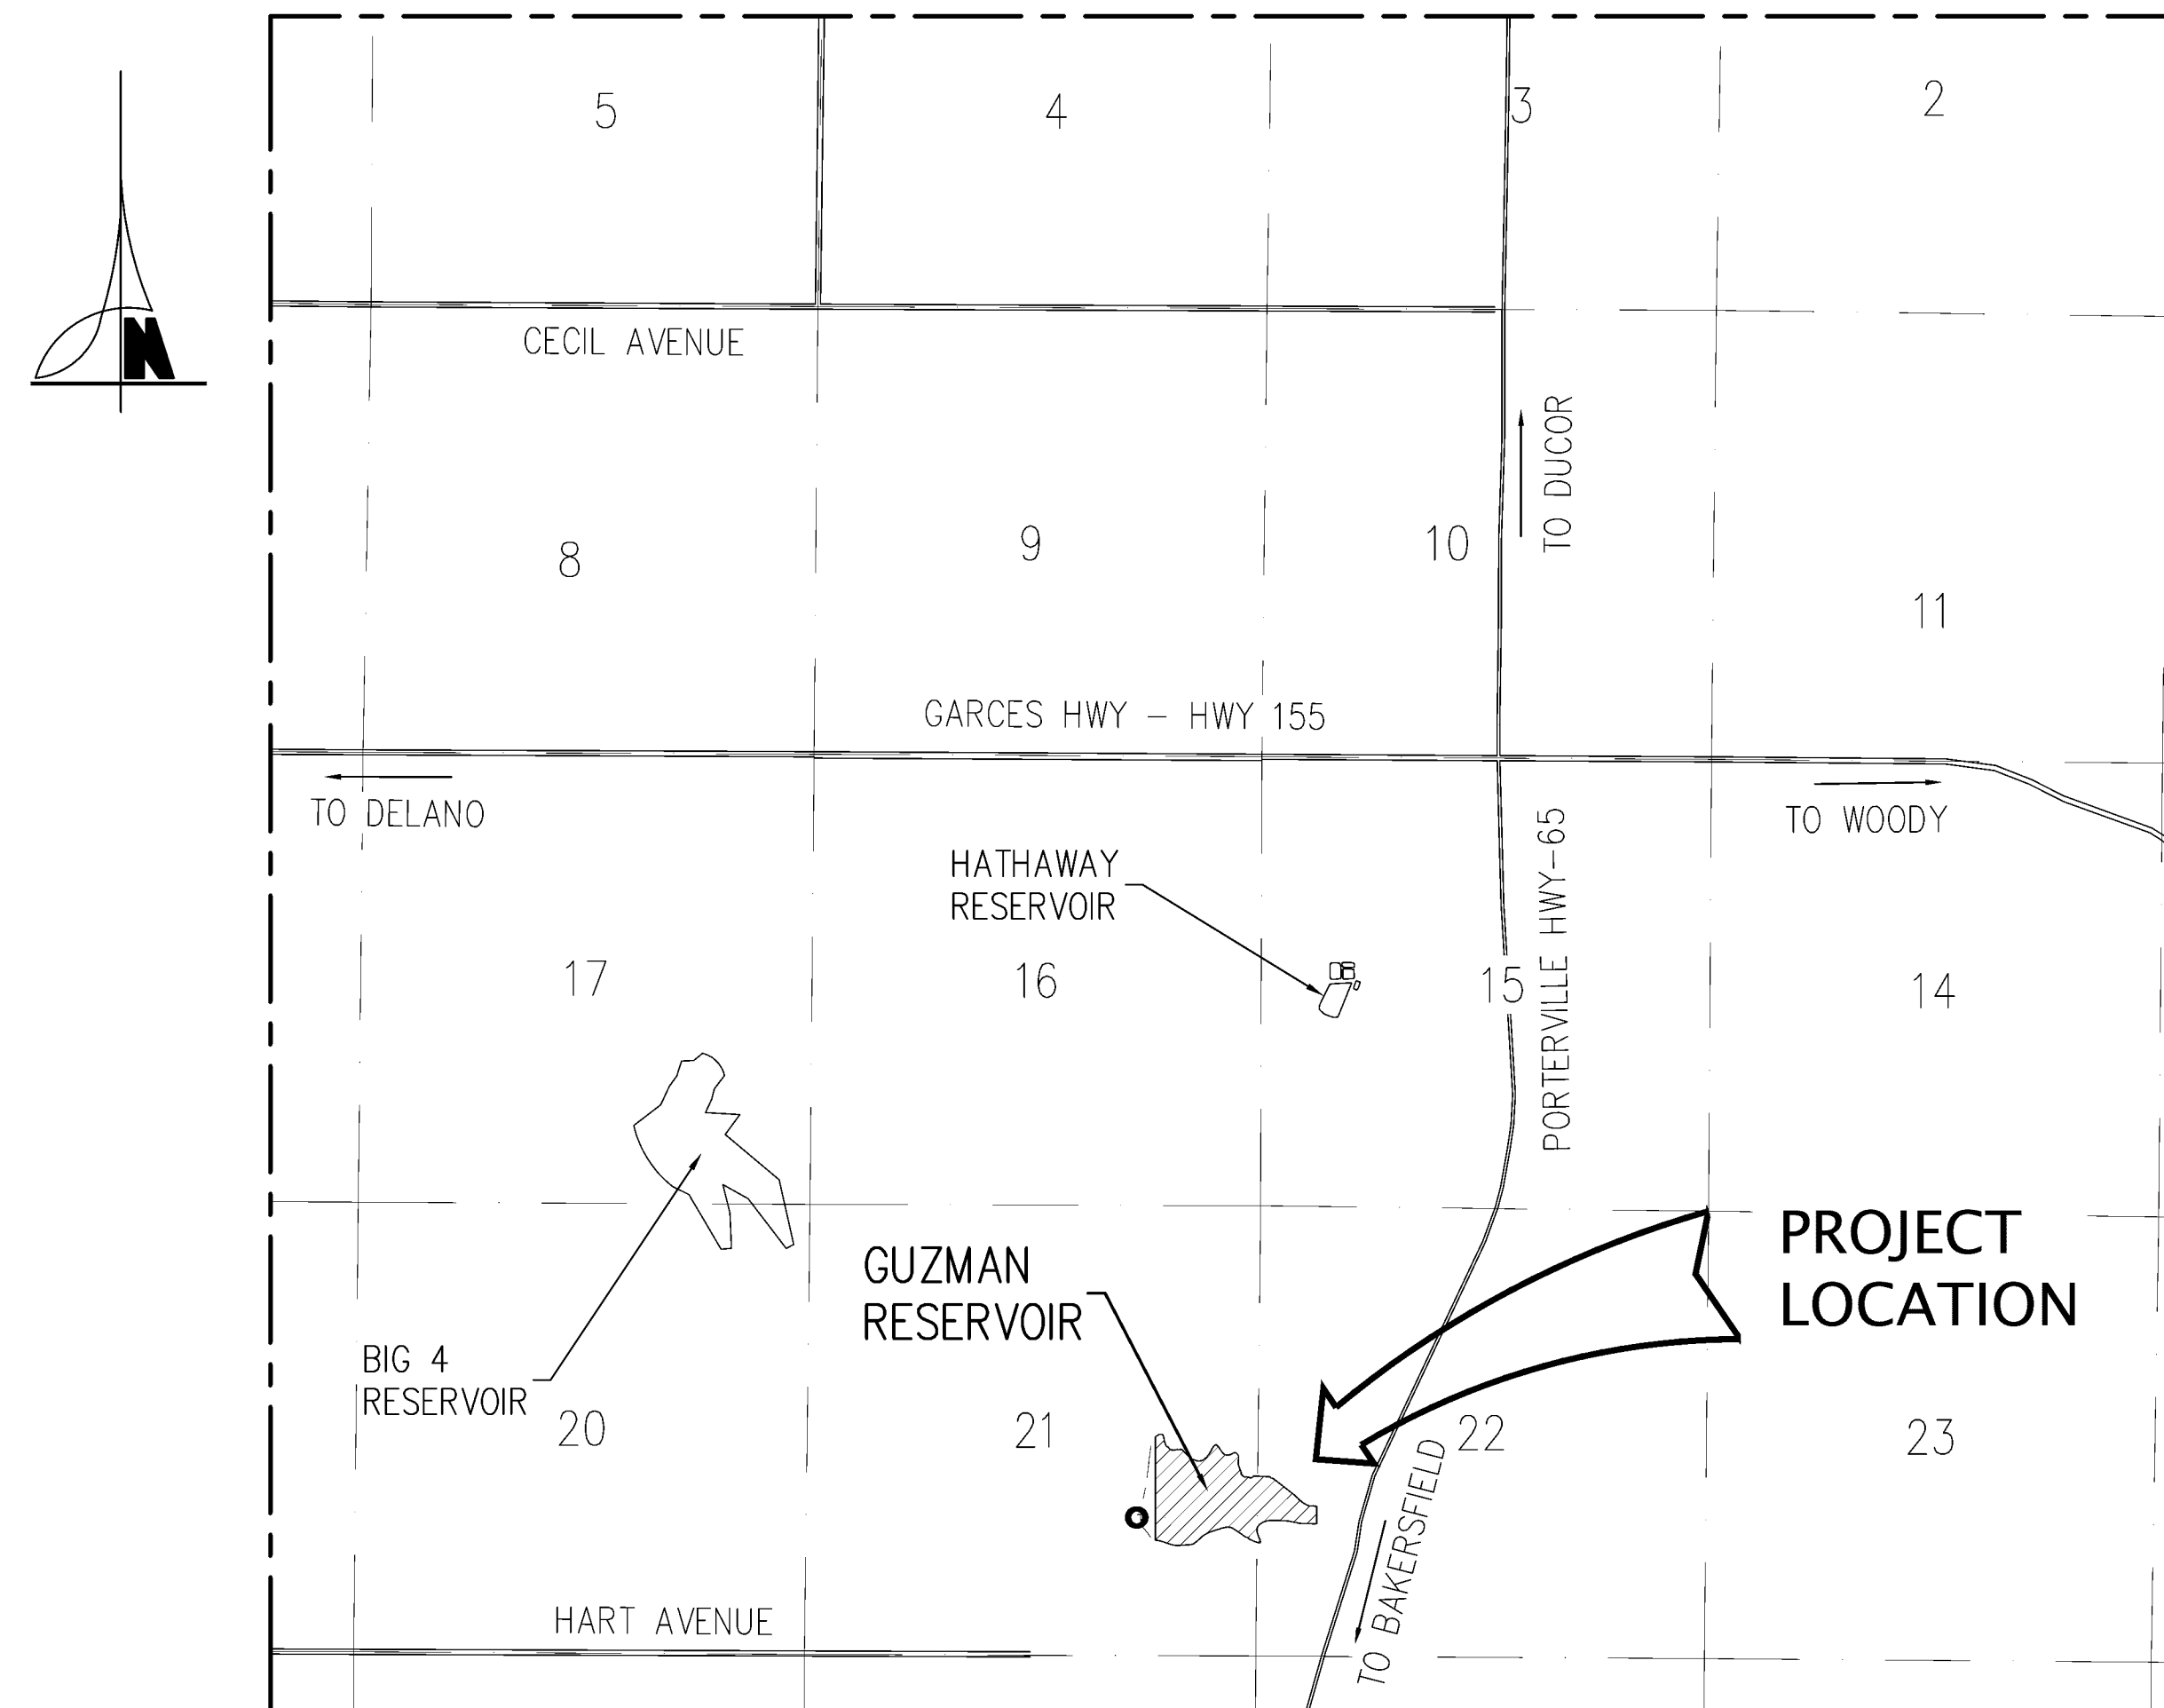 5
4
3
2
N
CECIL AVENUE
TO DUCOR
8
9
10
11
GARCES HWY - HWY 155
TO DELANO
TO WOODY
HATHAWAY
RESERVOIR
PORTERVILLE HWY-65
17
16
15
14
PROJECT
LOCATION
GUZMAN
RESERVOIR
BIG 4
RESERVOIR
20
21
22
23
TO BAKERSFIELD
HART AVENUE